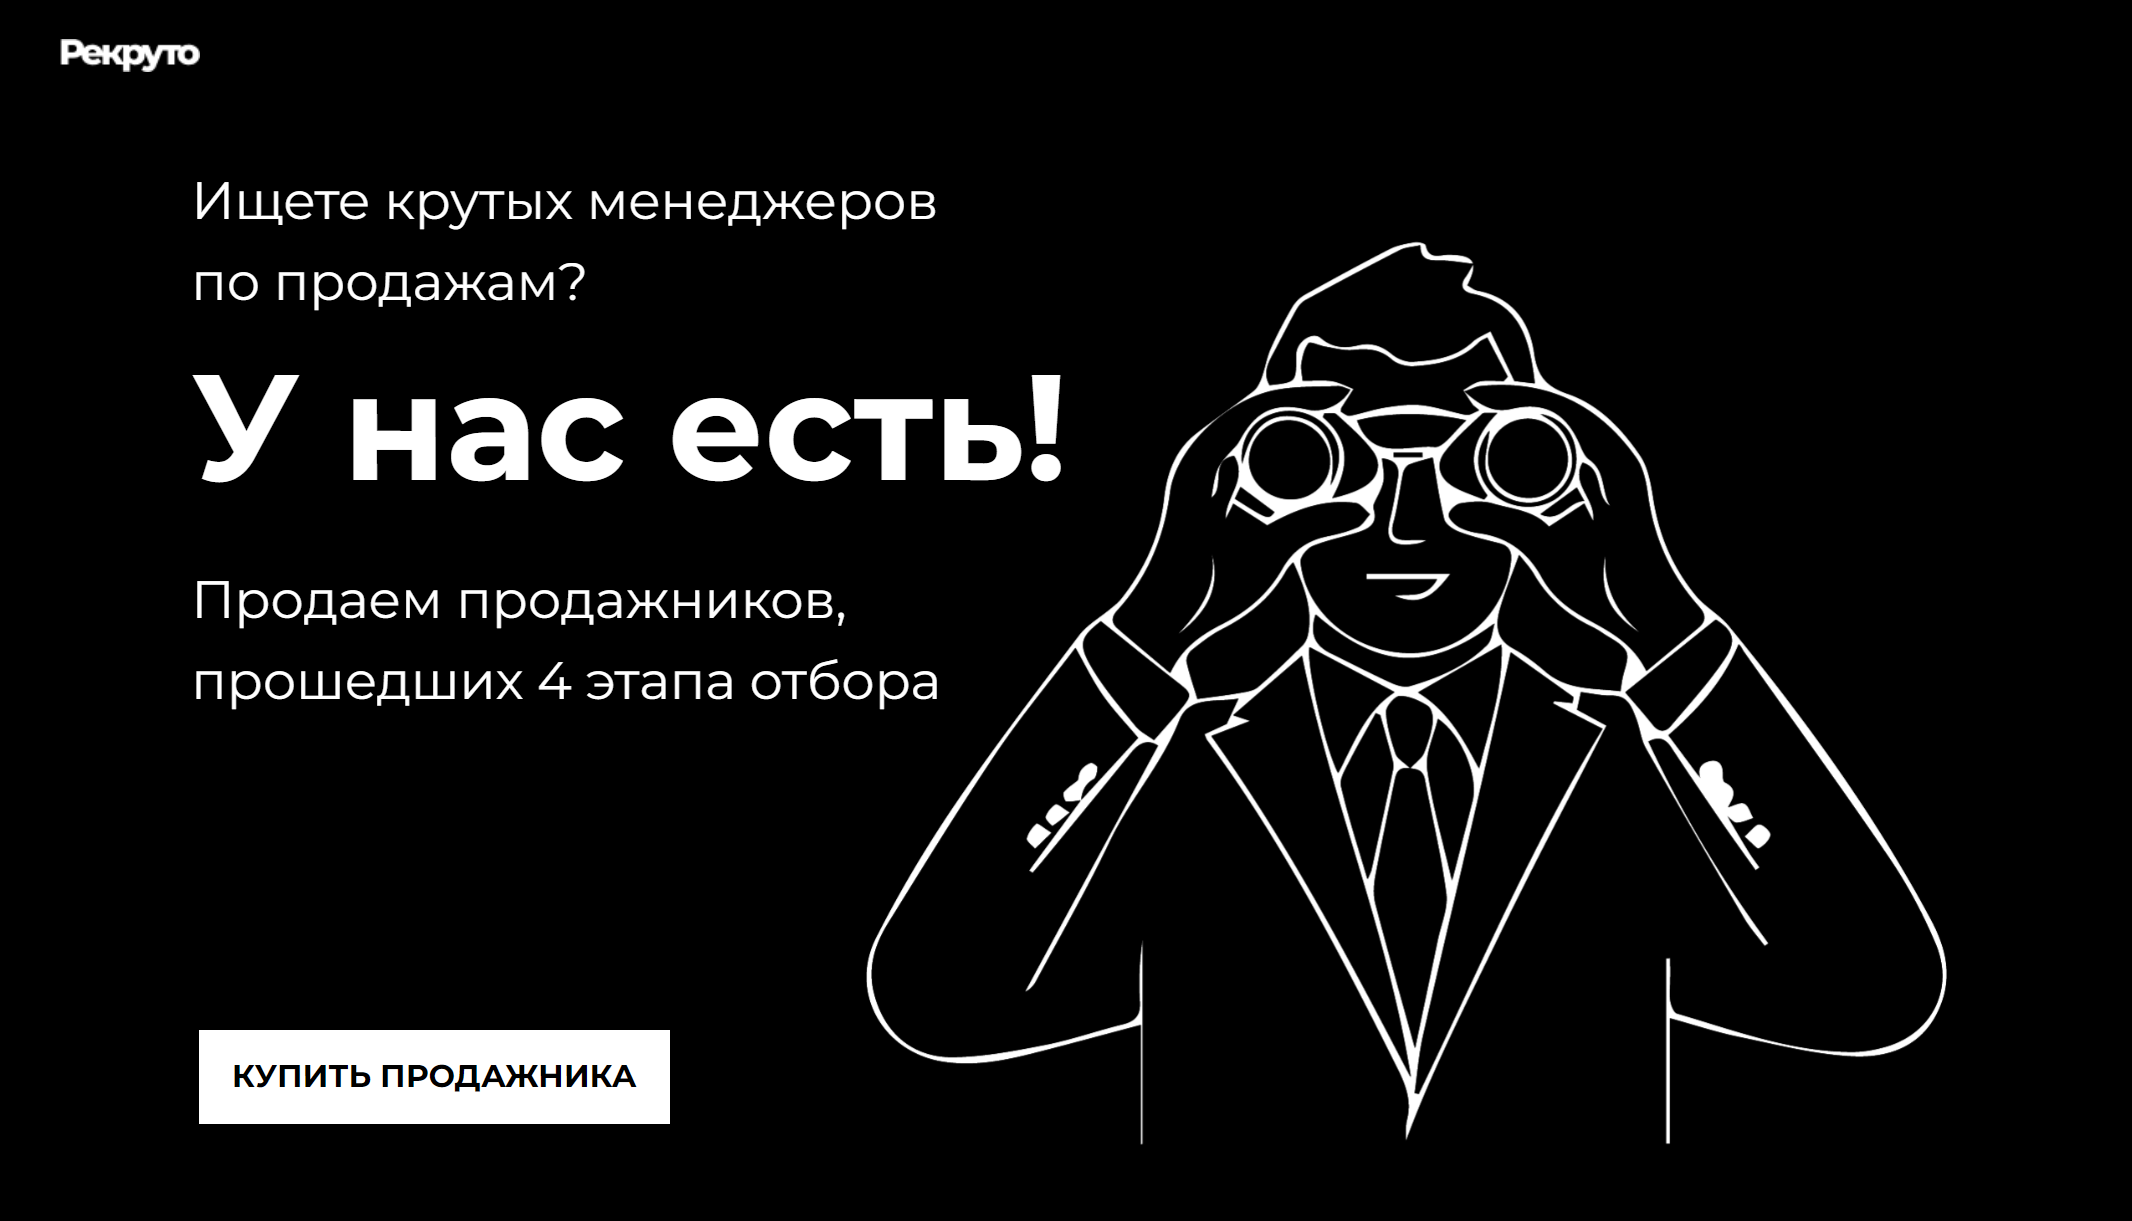 Рекруто
Ищете крутых менеджеров
по продажам?
У нас есть!
Продаем продажников,
прошедших 4 этапа отбора
КУПИТЬ ПРОДАЖНИКА